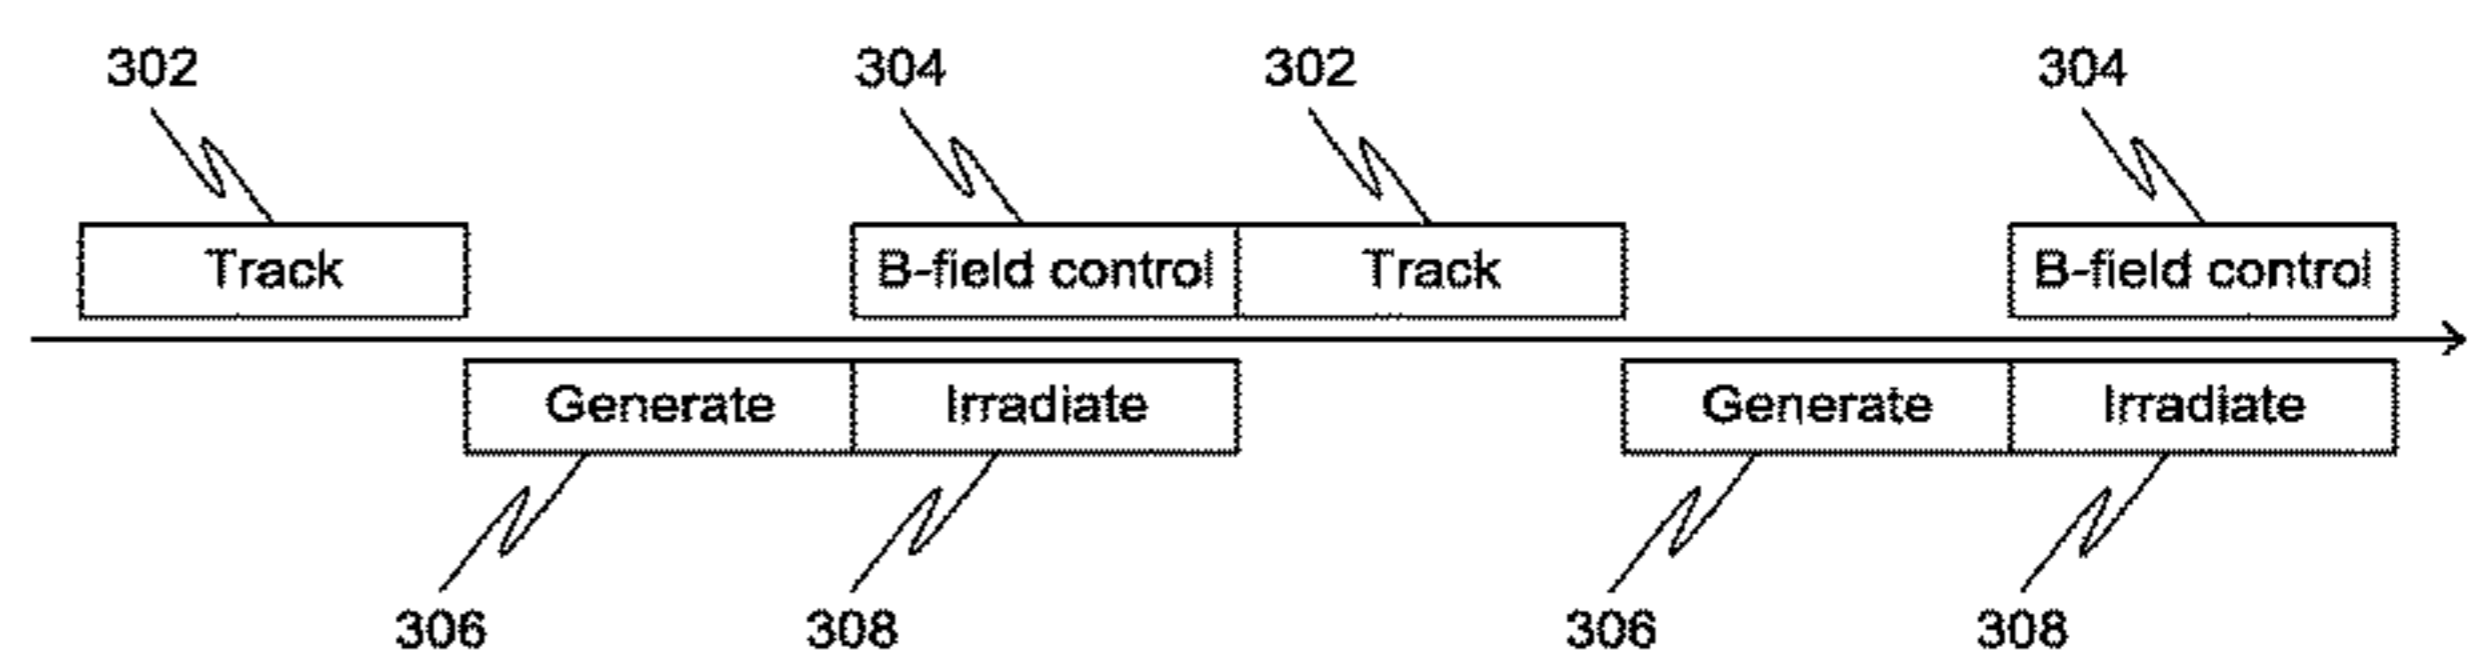 302 304 302 304
Track B-field control Track B-field control
Generate Irradiate Generate Irradiate
306 308 306 308